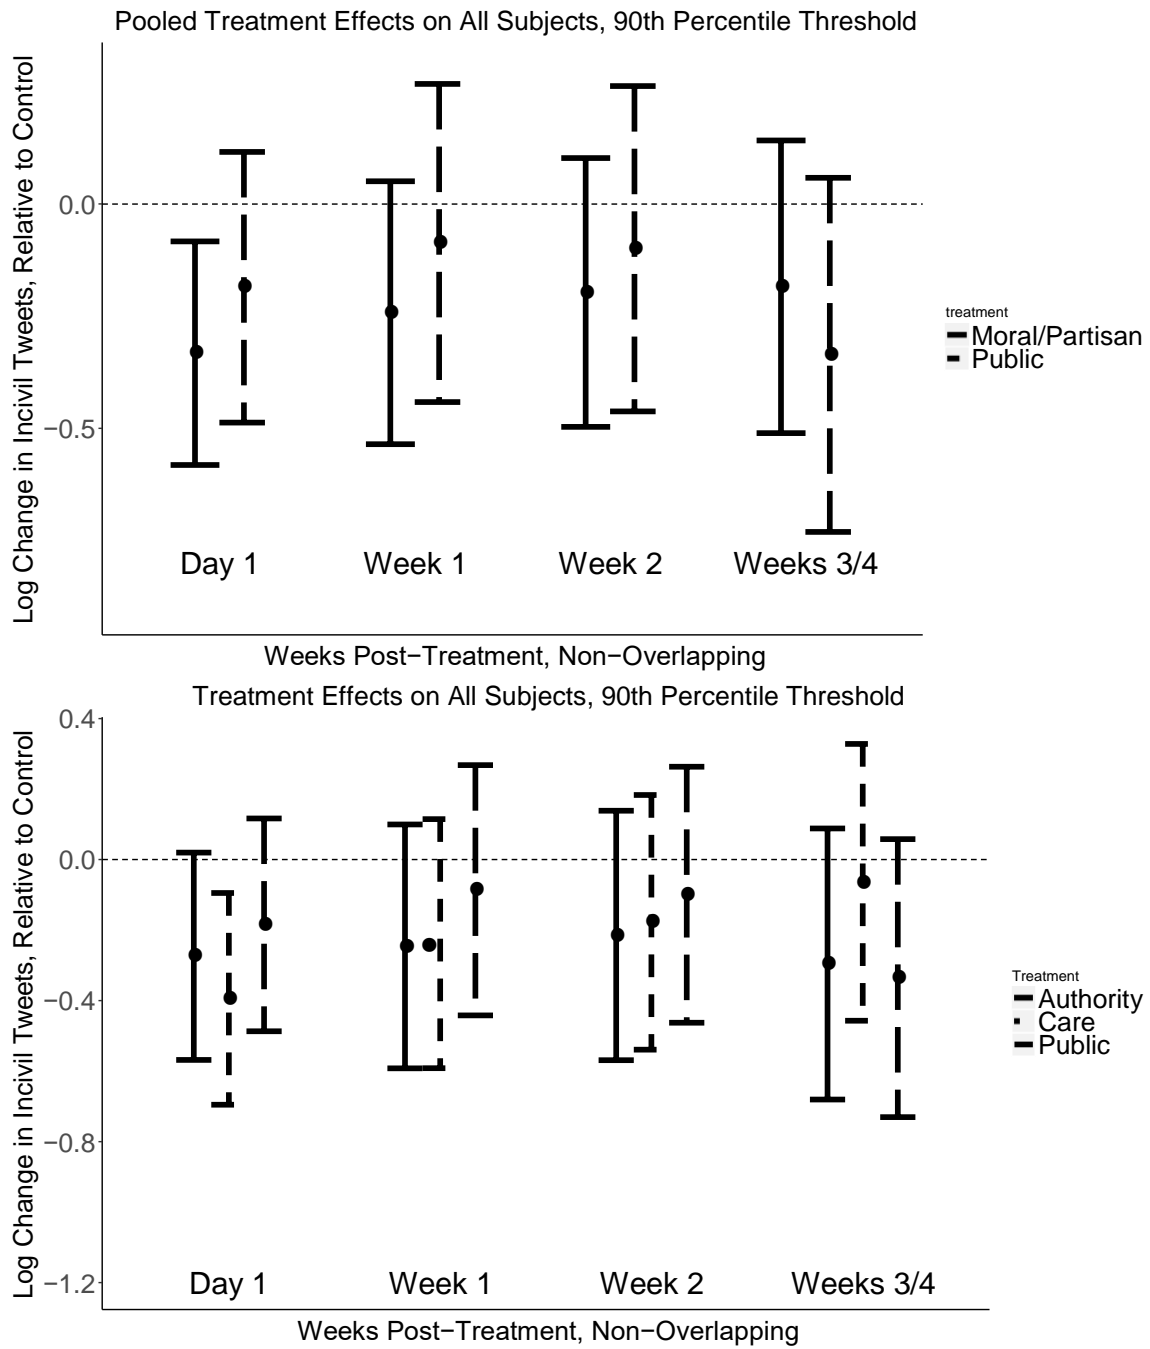 Pooled Treatment Effects on All Subjects, 90th Percentile Threshold
Log Change in Incivil Tweets, Relative to Control
0.0
−0.5
Day 1
Week 1
Week 2
Weeks 3/4
Weeks Post−Treatment, Non−Overlapping
treatment
Moral/Partisan
Public
Treatment Effects on All Subjects, 90th Percentile Threshold
Log Change in Incivil Tweets, Relative to Control
0.4
0.0
−0.4
−0.8
−1.2
Day 1
Week 1
Week 2
Weeks 3/4
Weeks Post−Treatment, Non−Overlapping
Treatment
Authority
Care
Public